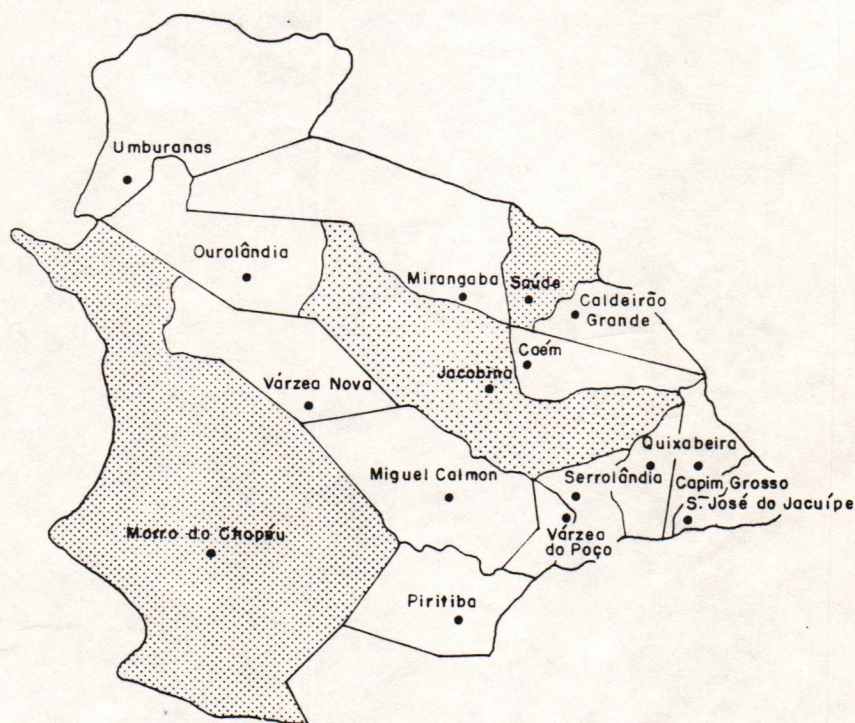 Umburanas
Ourolândia
Mirangaba
Saúde
Caldeirão
Grande
Caém
Jacobina
Várzea Nova
Quixabeira
Miguel Calmon
Serrolândia
Capim Grosso
S. José do Jacuípe
Várzea
do Poço
Morro do Chapéu
Piritiba